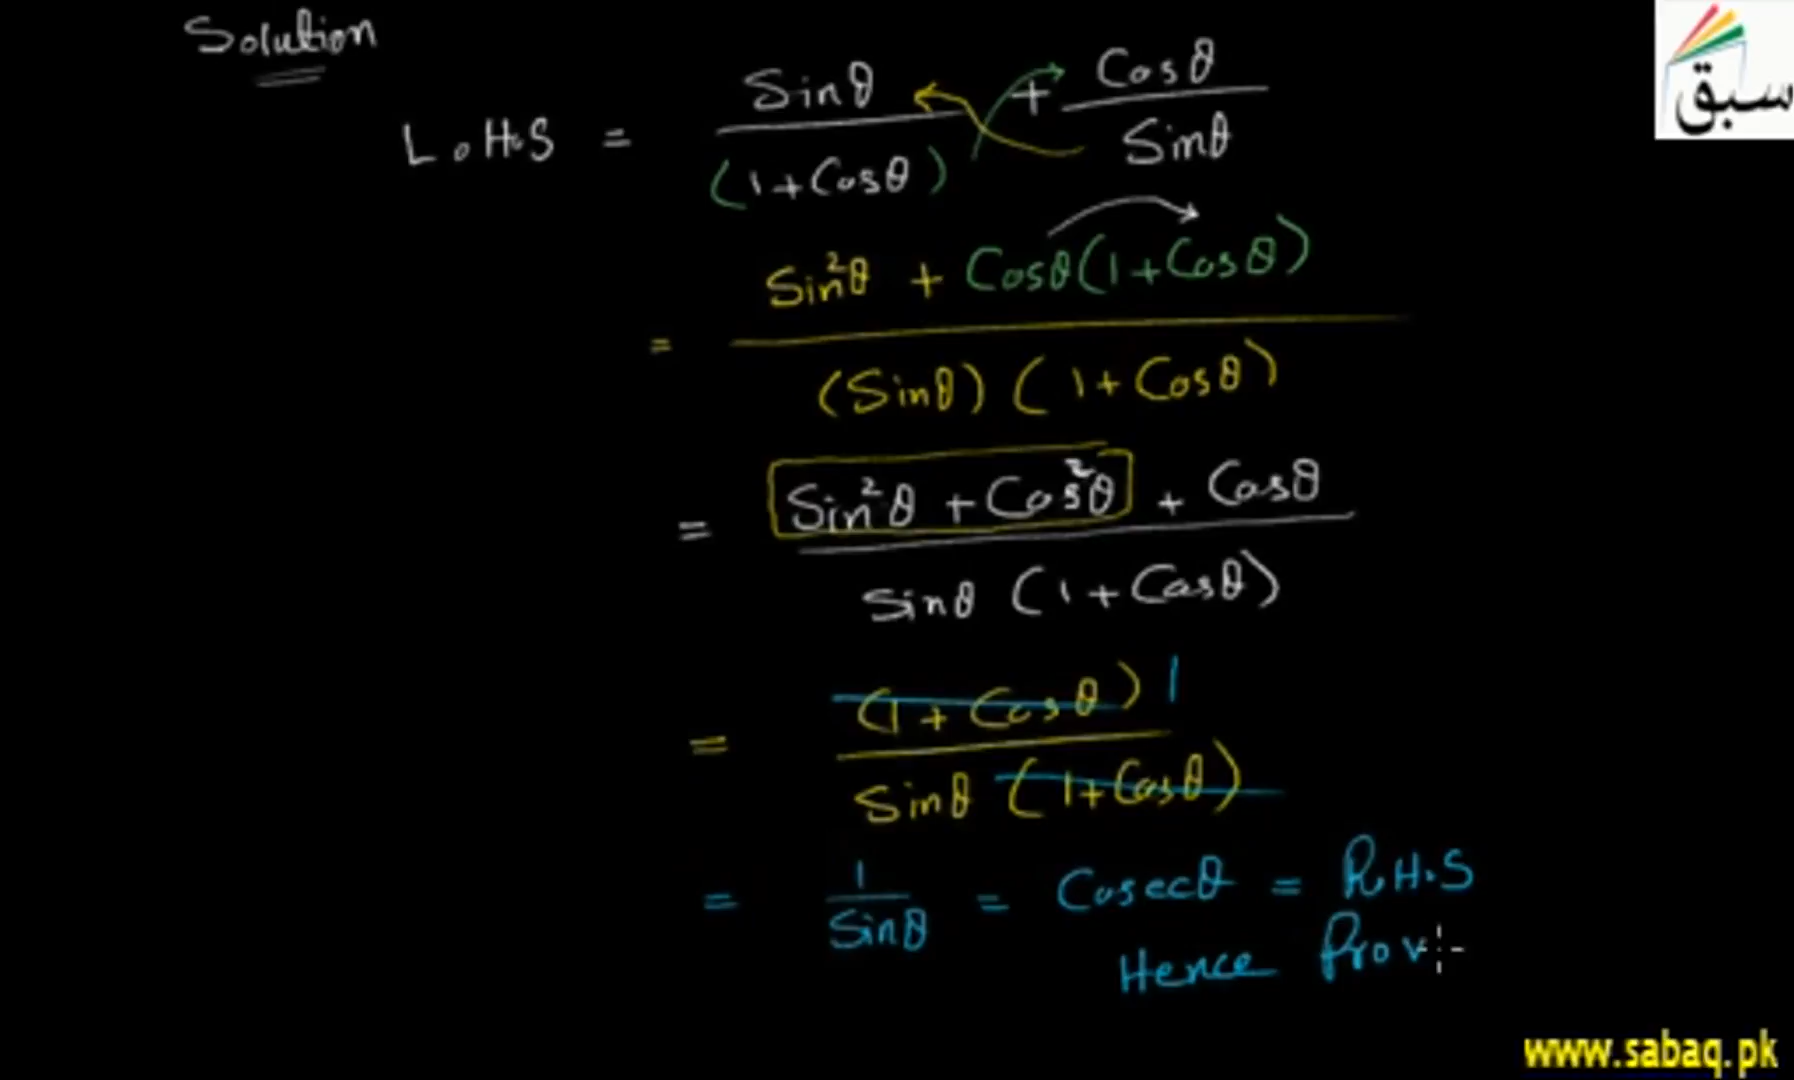 Solution
سبق
L.H.S = Sinθ/(1+Cosθ) + Cosθ/Sinθ
= Sin²θ + Cosθ(1+Cosθ) / (Sinθ)(1+Cosθ)
= Sin²θ + Cos²θ + Cosθ / Sinθ (1+Cosθ)
= (1+Cosθ) 1 / Sinθ (1+Cosθ)
= 1/Sinθ = Cosecθ = R.H.S
Hence Prov
www.sabaq.pk